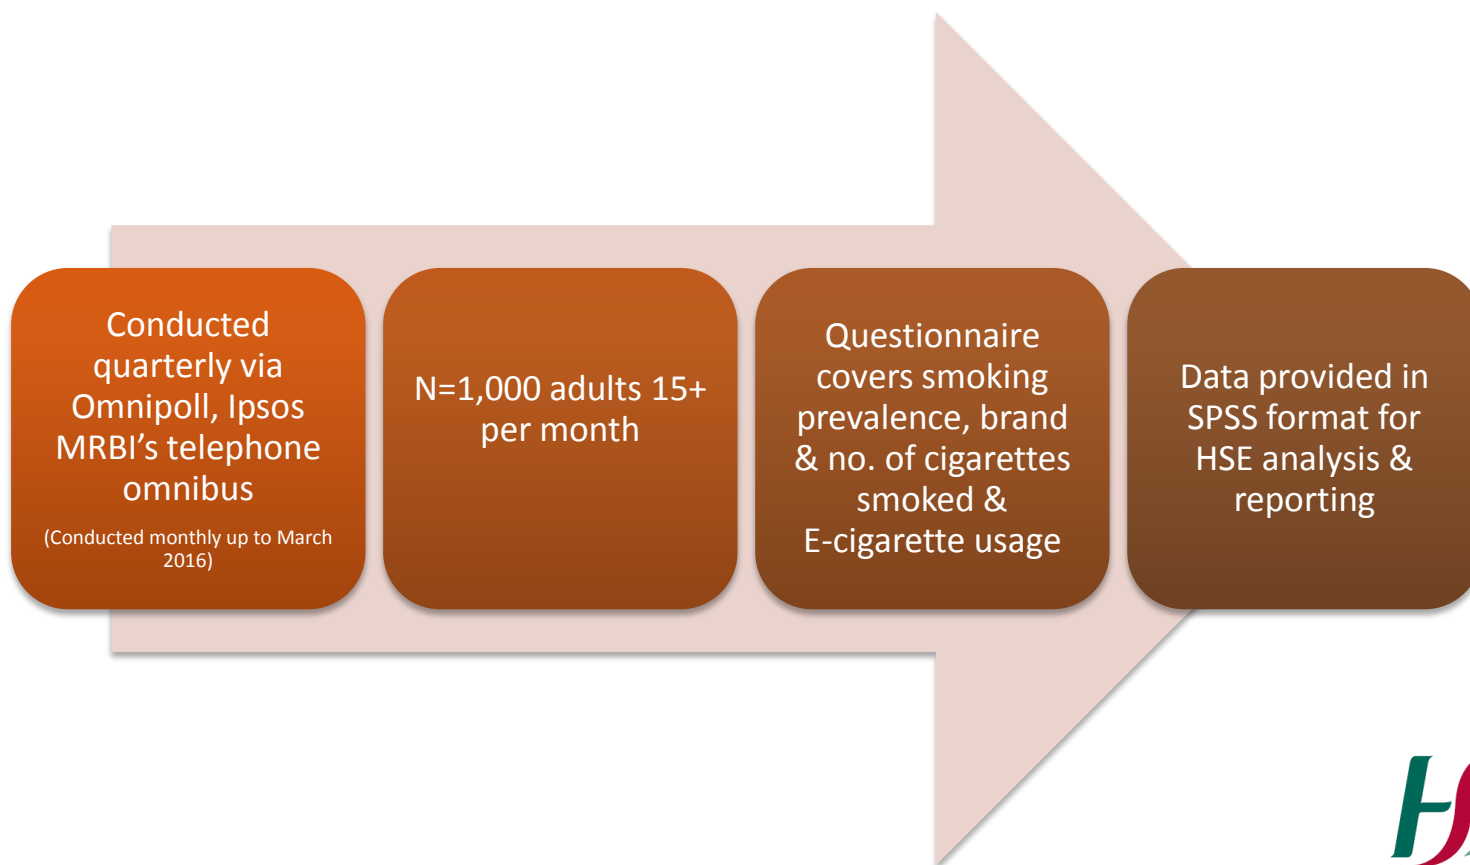 Conducted
quarterly via
Omnipoll, Ipsos
MRBI’s telephone
omnibus
(Conducted monthly up to March
2016)
N=1,000 adults 15+
per month
Questionnaire
covers smoking
prevalence, brand
& no. of cigarettes
smoked &
E-cigarette usage
Data provided in
SPSS format for
HSE analysis &
reporting